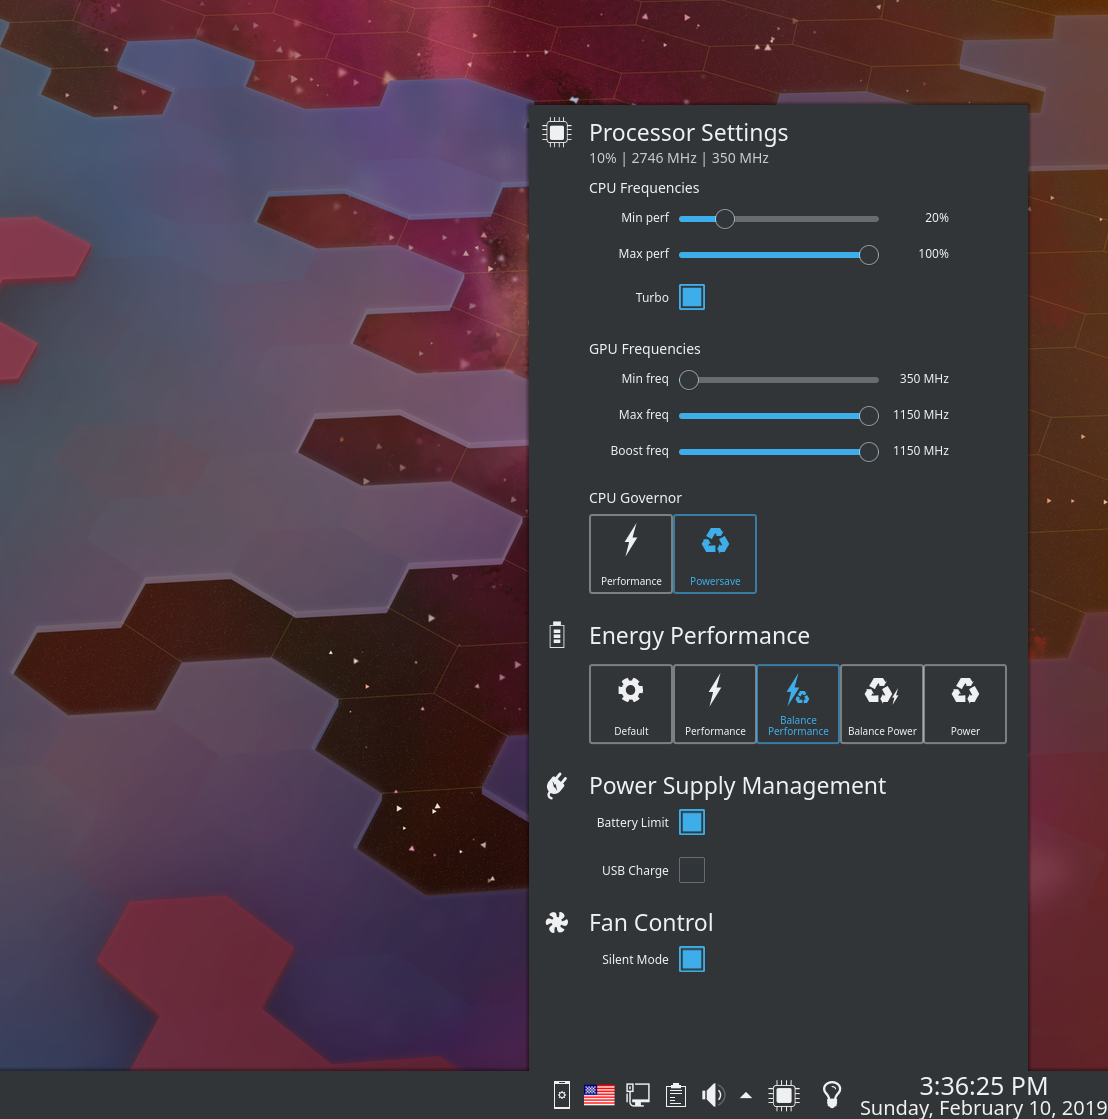 Processor Settings
10% | 2746 MHz | 350 MHz
CPU Frequencies
Min perf 20%
Max perf 100%
Turbo
GPU Frequencies
Min freq 350 MHz
Max freq 1150 MHz
Boost freq 1150 MHz
CPU Governor
Performance Powersave
Energy Performance
Default Performance Balance Performance Balance Power Power
Power Supply Management
Battery Limit
USB Charge
Fan Control
Silent Mode
3:36:25 PM
Sunday, February 10, 2019